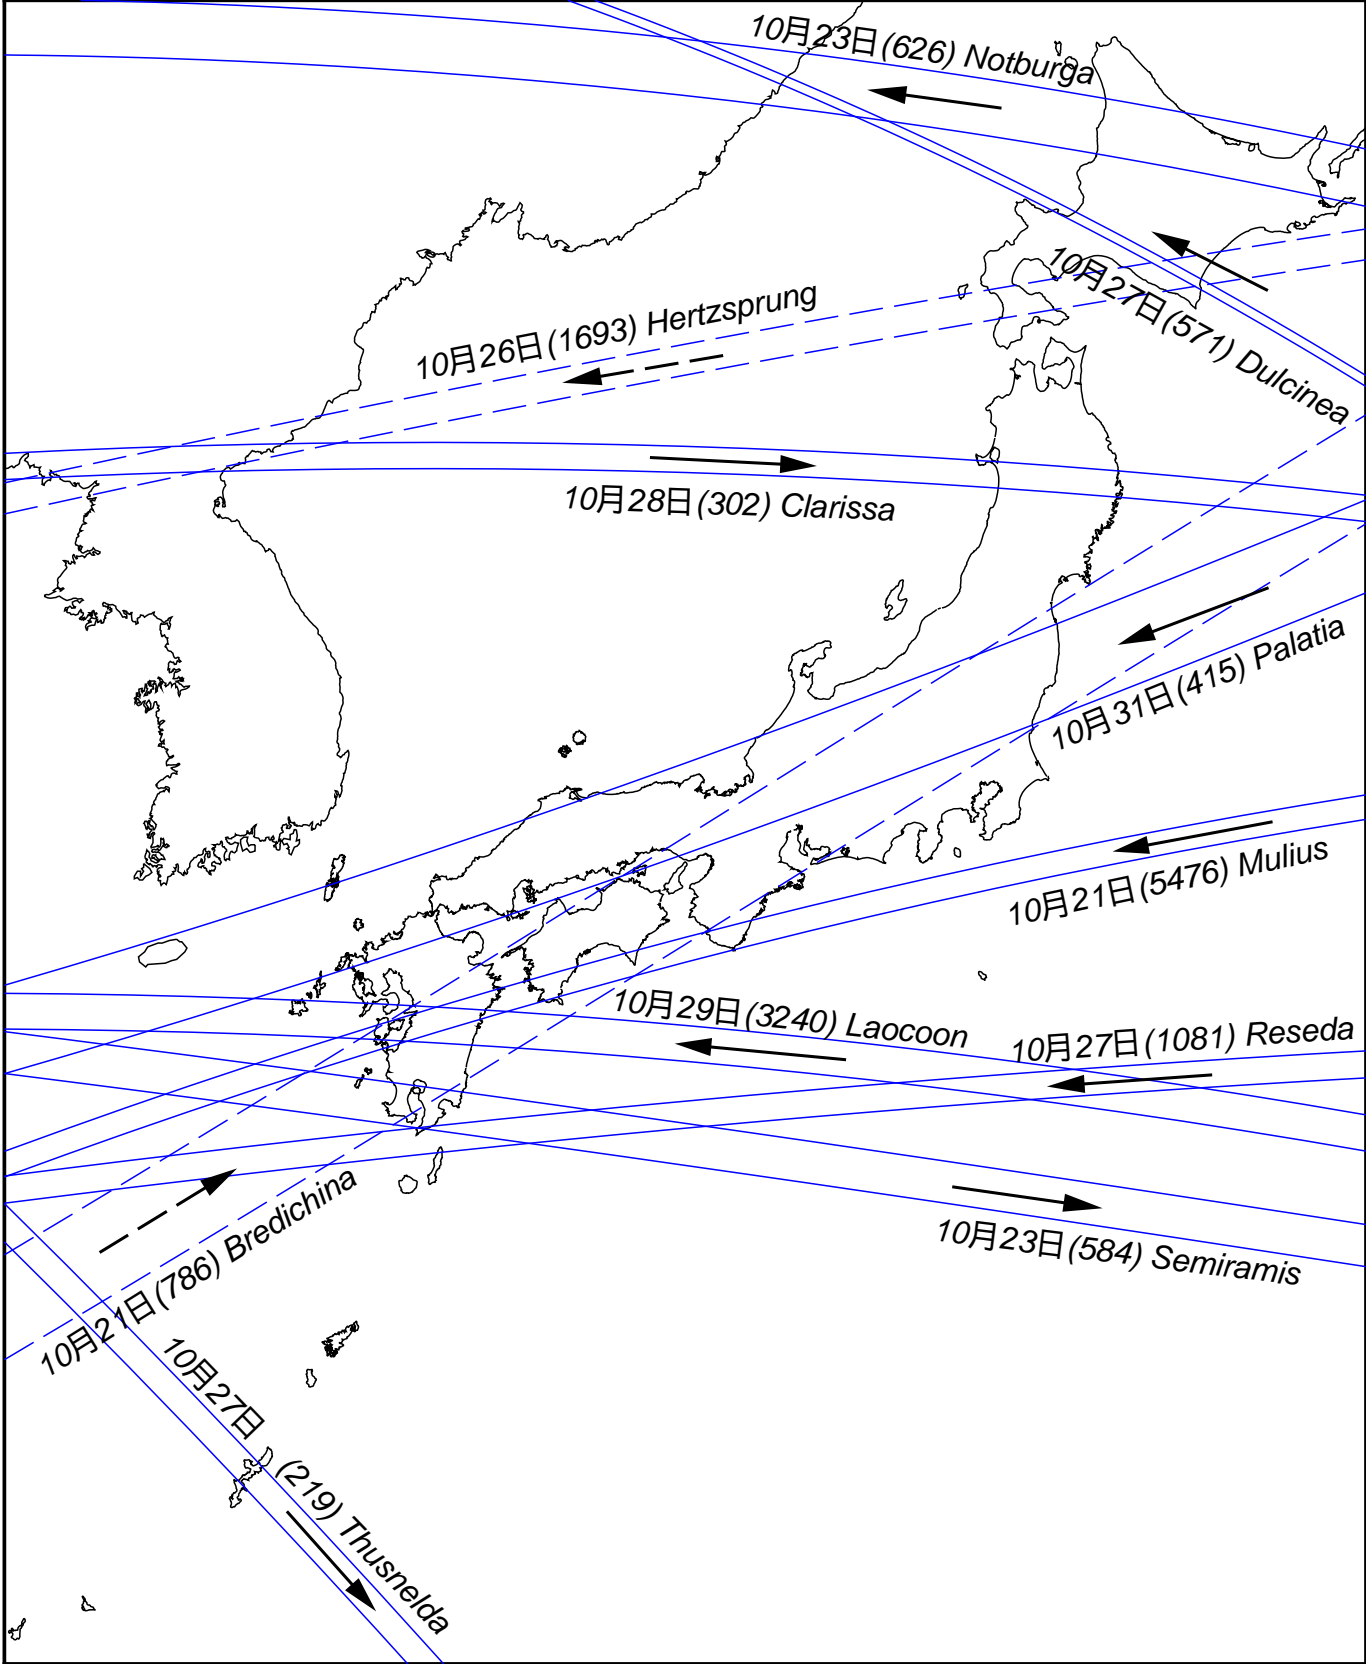 10月23日(626) Notburga
10月27日(571) Dulcinea
10月26日(1693) Hertzsprung
10月28日(302) Clarissa
10月31日(415) Palatia
10月21日(5476) Mulius
10月29日(3240) Laocoon
10月27日(1081) Reseda
10月23日(584) Semiramis
10月21日(786) Bredichina
10月27日 (219) Thusnelda